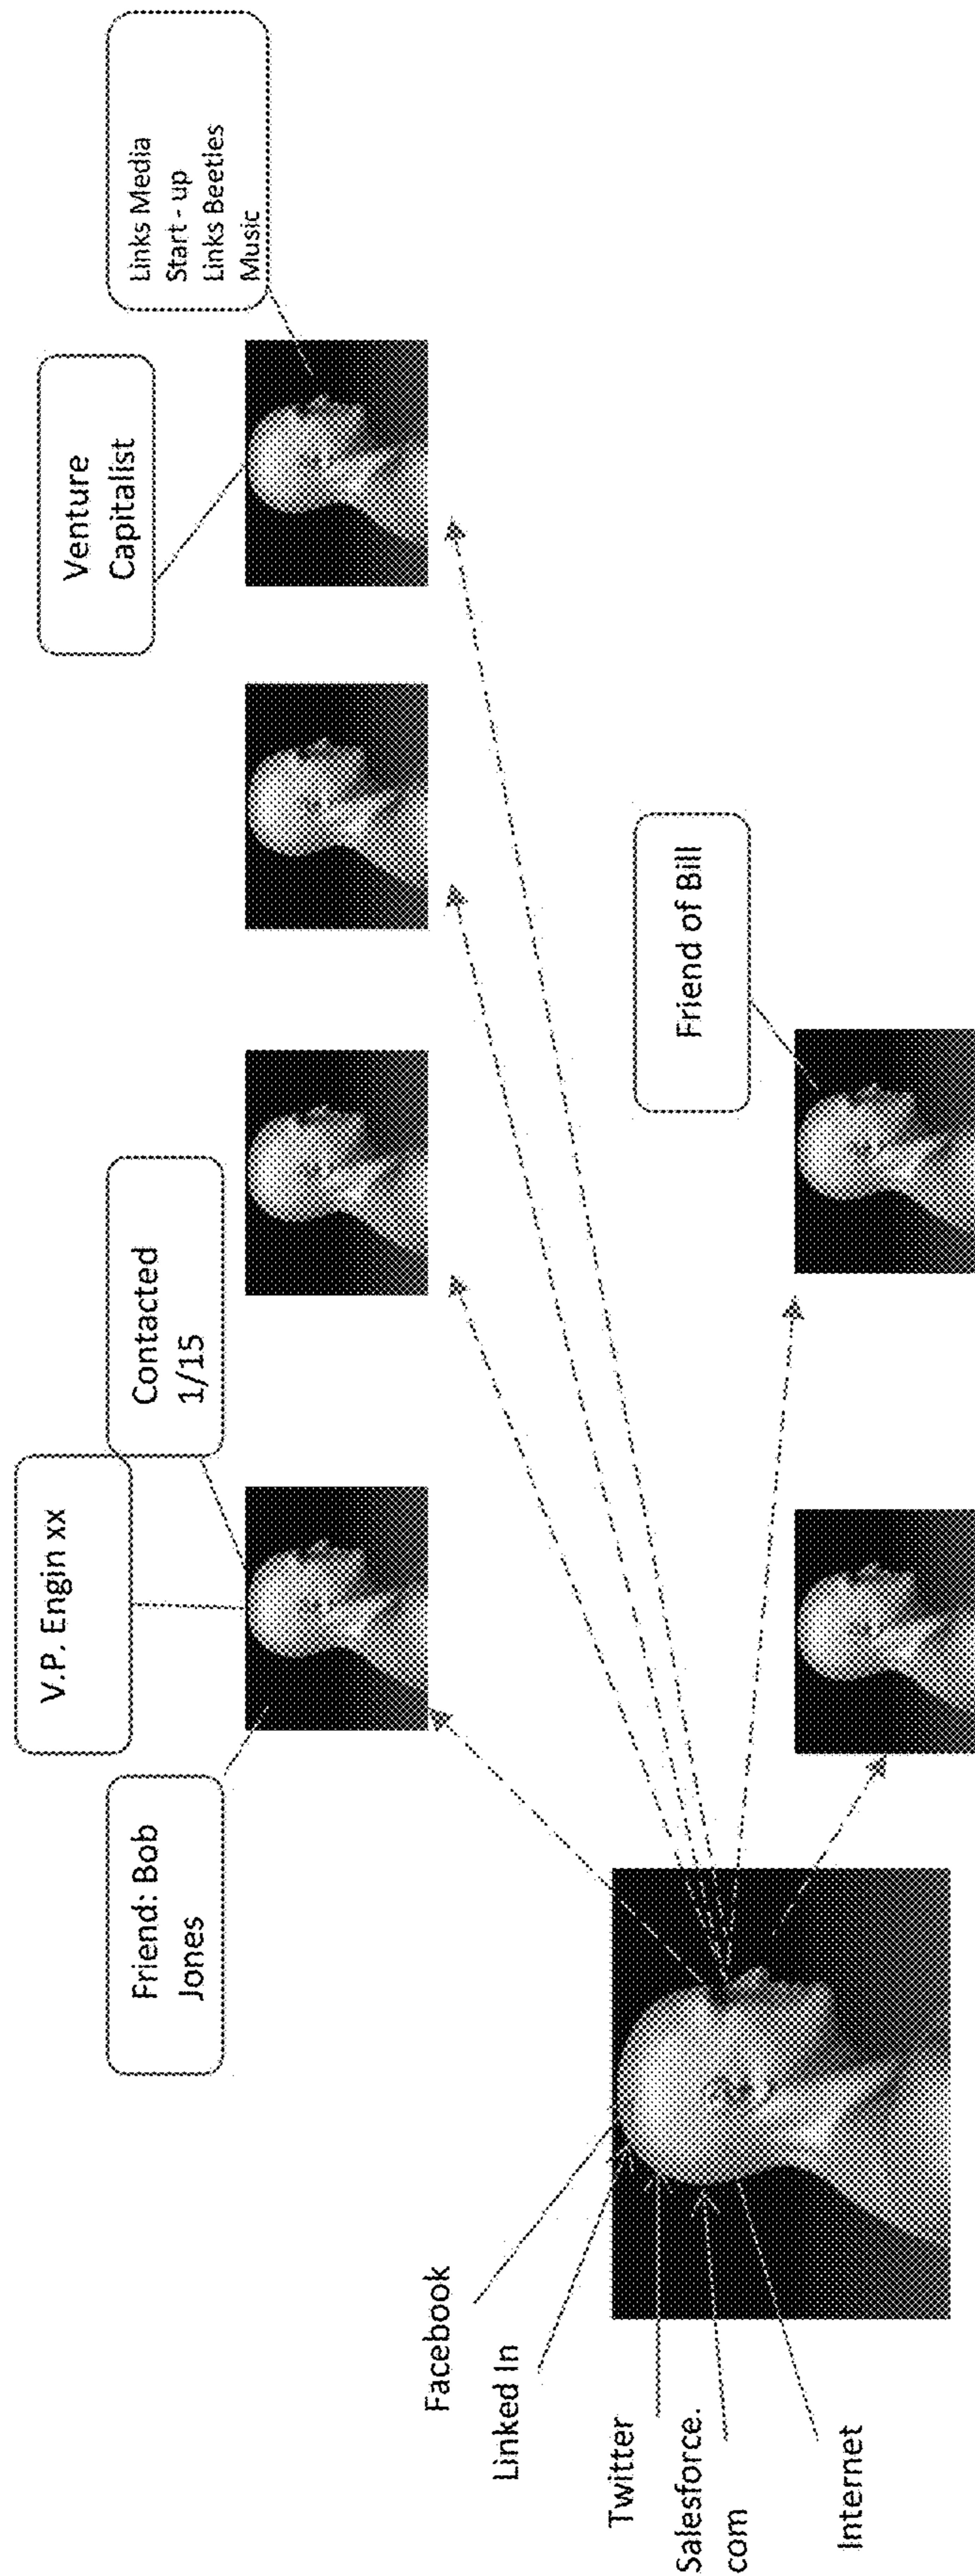 V.P. Engin xx
Friend: Bob
Jones
Contacted
1/15
Venture
Capitalist
Links Media
Start - up
Links Beetles
Music
Facebook
Linked In
Twitter
Salesforce.
com
Internet
Friend of Bill